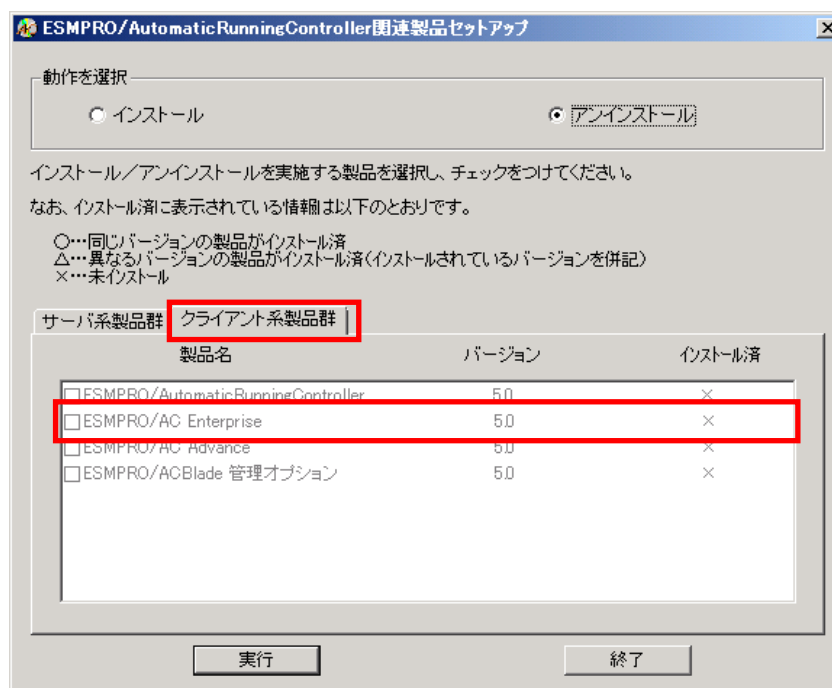 ESMPRO/AutomaticRunningController関連製品セットアップ
動作を選択
インストール
アンインストール
インストール／アンインストールを実施する製品を選択し、チェックをつけてください。
なお、インストール済に表示されている情報は以下のとおりです。
○…同じバージョンの製品がインストール済
△…異なるバージョンの製品がインストール済(インストールされているバージョンを併記)
×…未インストール
サーバ系製品群 クライアント系製品群
製品名 バージョン インストール済
ESMPRO/AutomaticRunningController 5.0 ×
ESMPRO/AC Enterprise 5.0 ×
ESMPRO/AC Advance 5.0 ×
ESMPRO/ACBlade 管理オプション 5.0 ×
実行 終了